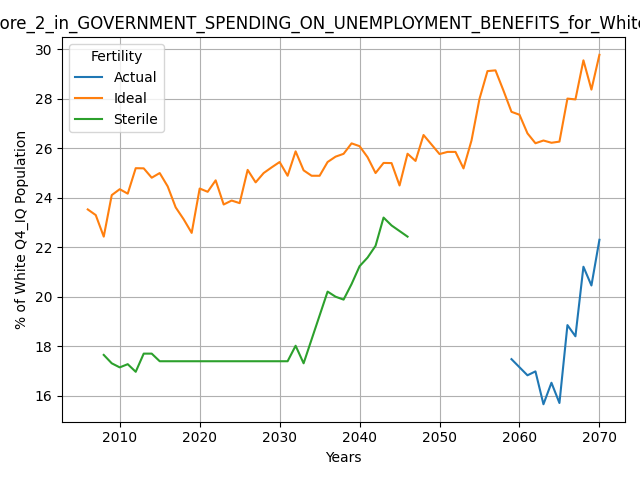 ore_2_in_GOVERNMENT_SPENDING_ON_UNEMPLOYMENT_BENEFITS_for_White
Fertility
Actual
Ideal
Sterile
% of White Q4_IQ Population
30
28
26
24
22
20
18
16
2010 2020 2030 2040 2050 2060 2070
Years